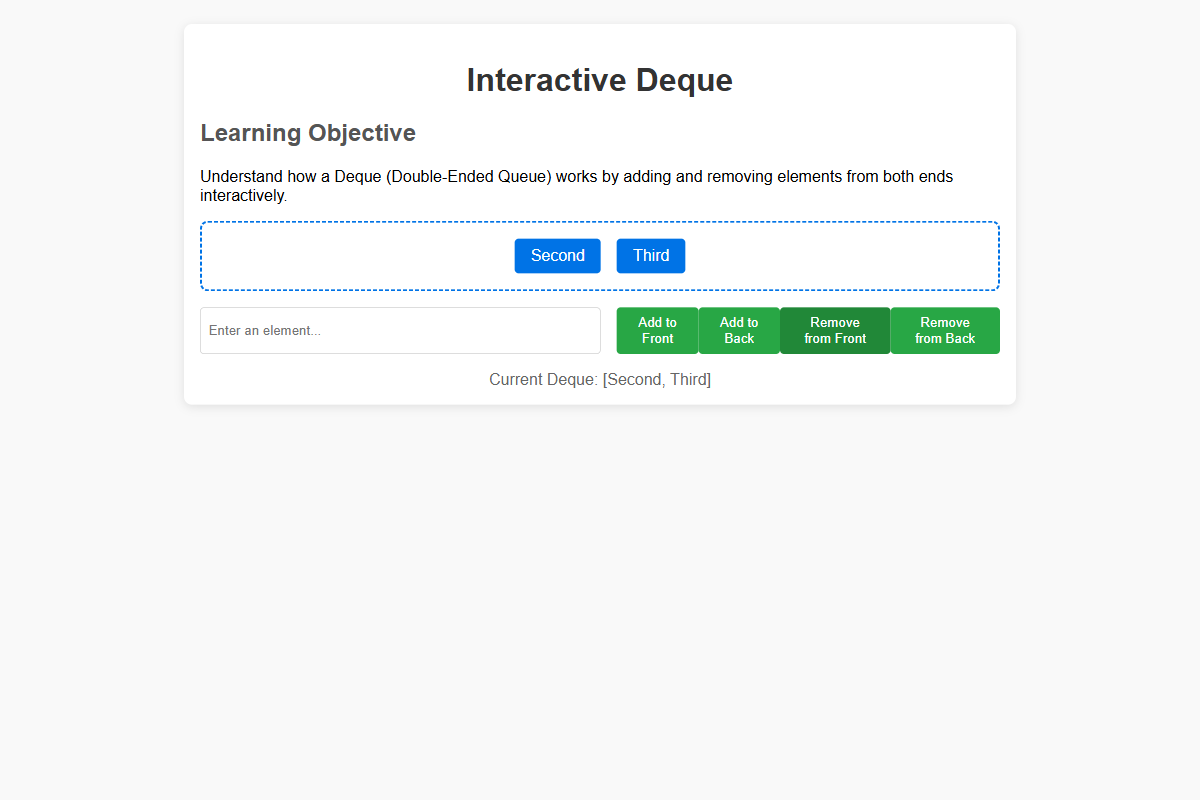 Interactive Deque
Learning Objective
Understand how a Deque (Double-Ended Queue) works by adding and removing elements from both ends
interactively.
Second Third
Enter an element...
Add to
Front
Add to
Back
Remove
from Front
Remove
from Back
Current Deque: [Second, Third]